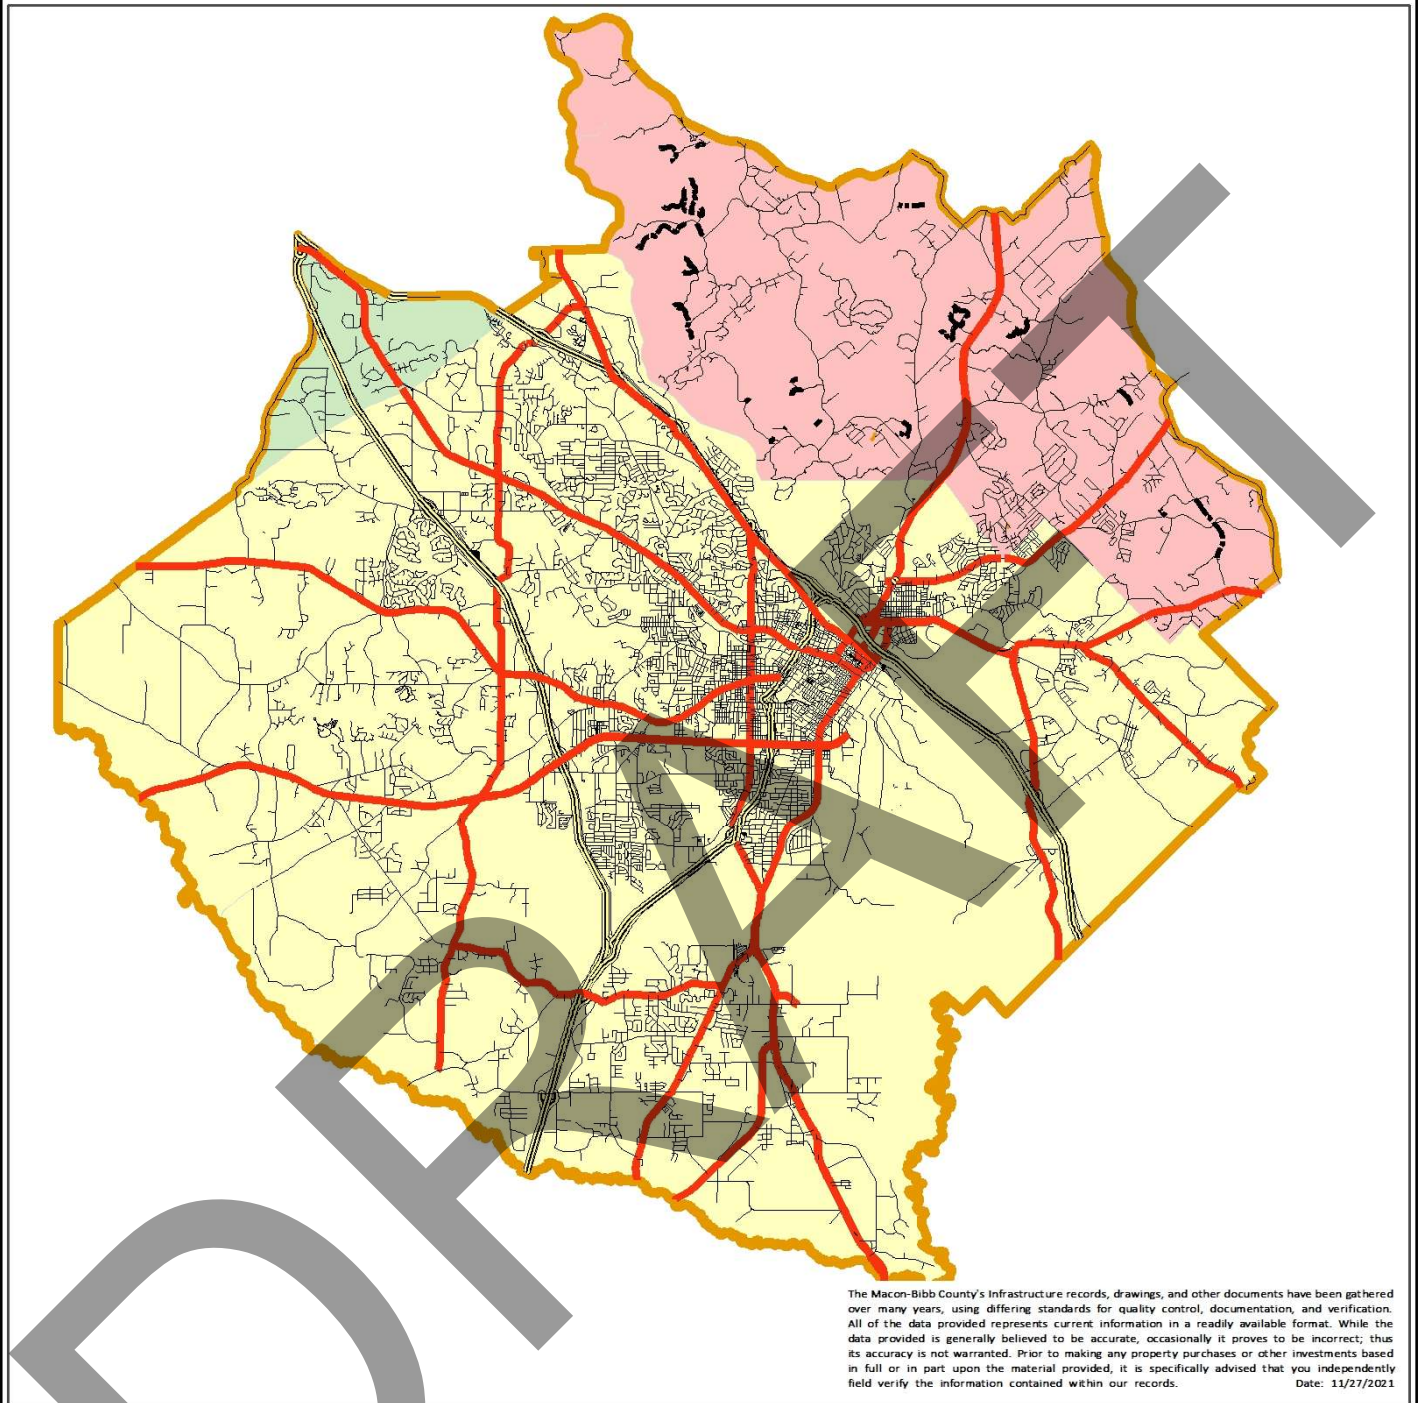 DRAFT
The Macon-Bibb County's Infrastructure records, drawings, and other documents have been gathered
over many years, using differing standards for quality control, documentation, and verification.
All of the data provided represents current information in a readily available format. While the
data provided is generally believed to be accurate, occasionally it proves to be incorrect; thus
its accuracy is not warranted. Prior to making any property purchases or other investments based
in full or in part upon the material provided, it is specifically advised that you independently
field verify the information contained within our records. Date: 11/27/2021